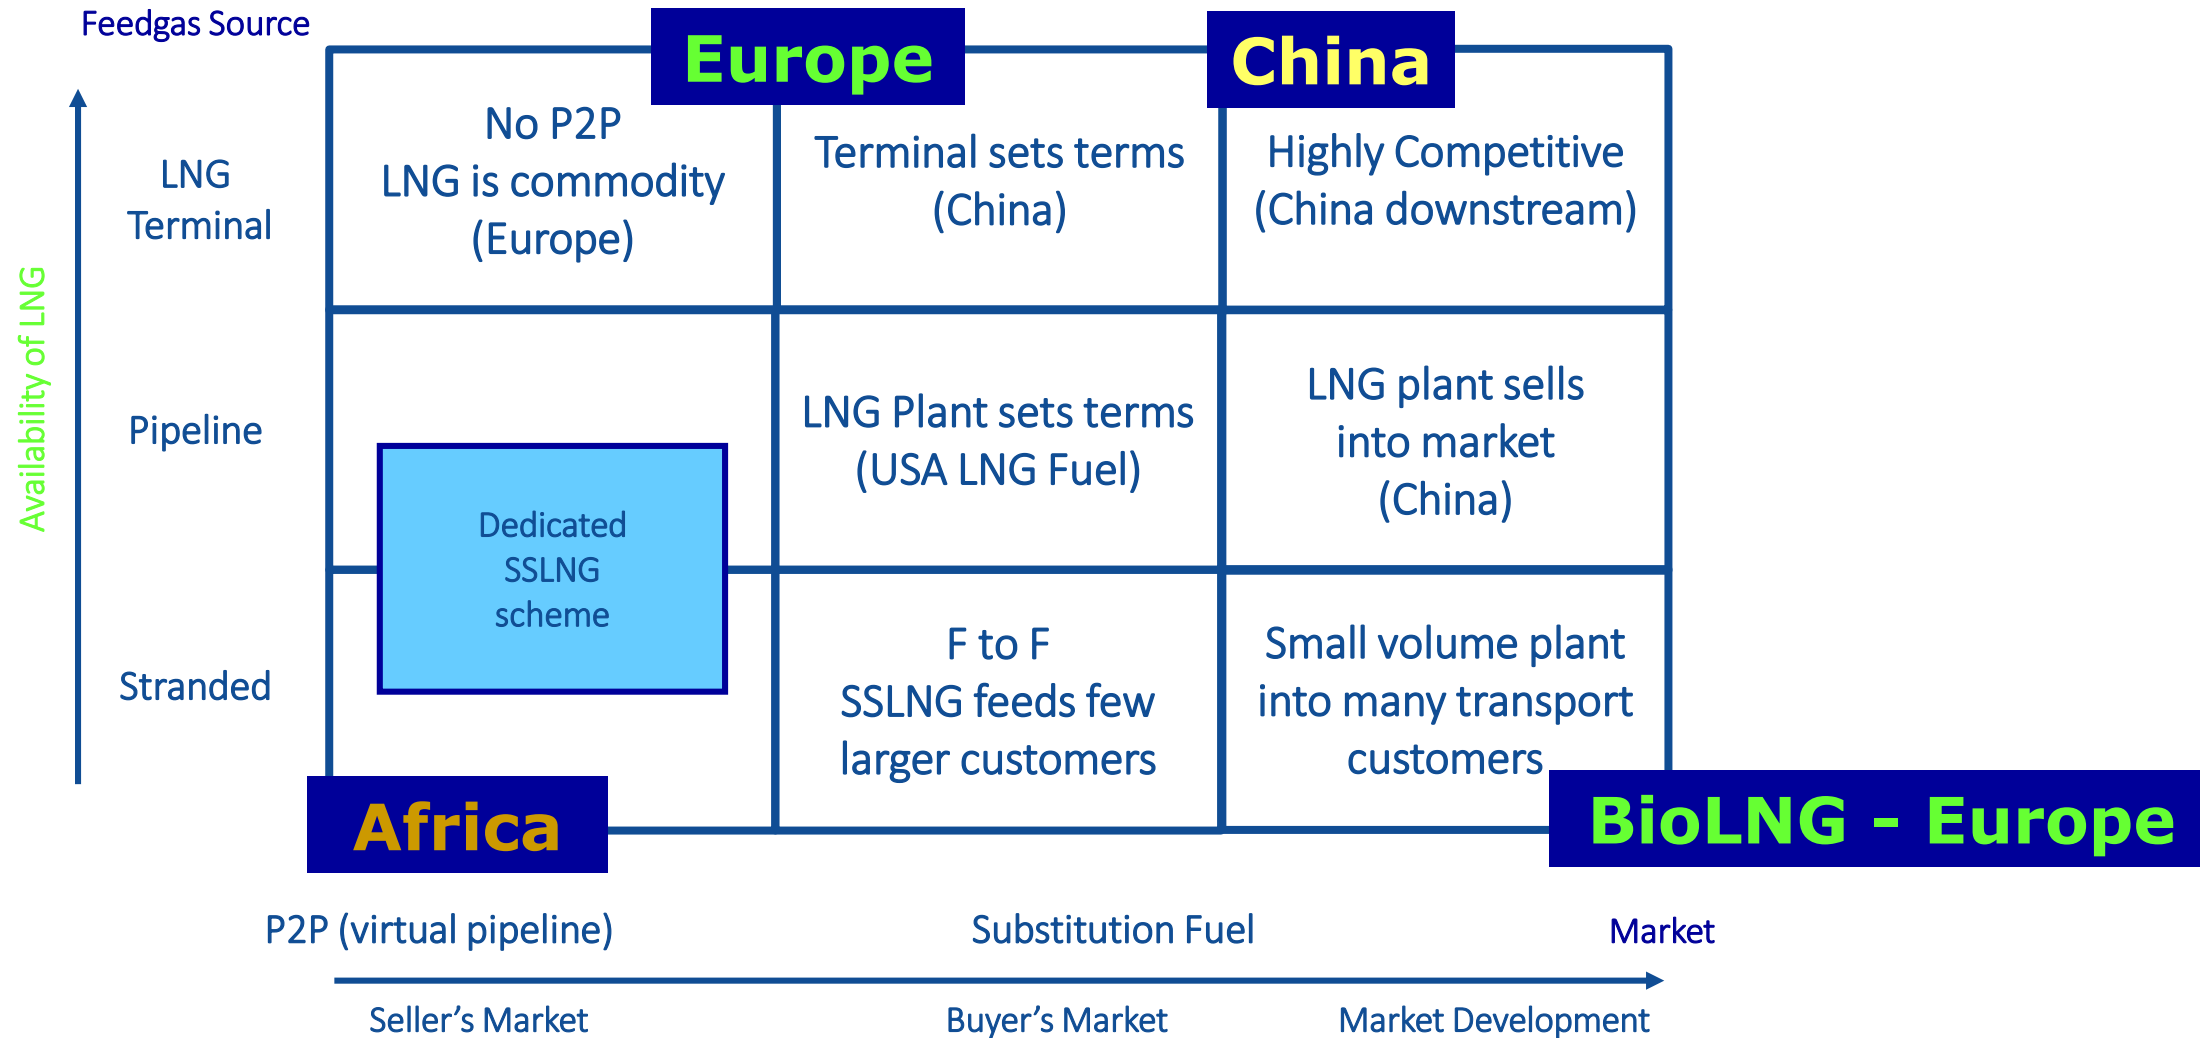 Feedgas Source
Europe
China
No P2P
LNG is commodity
(Europe)
Terminal sets terms
(China)
Highly Competitive
(China downstream)
LNG
Terminal
Availability of LNG
Pipeline
LNG Plant sets terms
(USA LNG Fuel)
LNG plant sells
into market
(China)
Dedicated
SSLNG
scheme
Stranded
F to F
SSLNG feeds few
larger customers
Small volume plant
into many transport
customers
Africa
BioLNG - Europe
P2P (virtual pipeline)
Substitution Fuel
Market
Seller’s Market
Buyer’s Market
Market Development